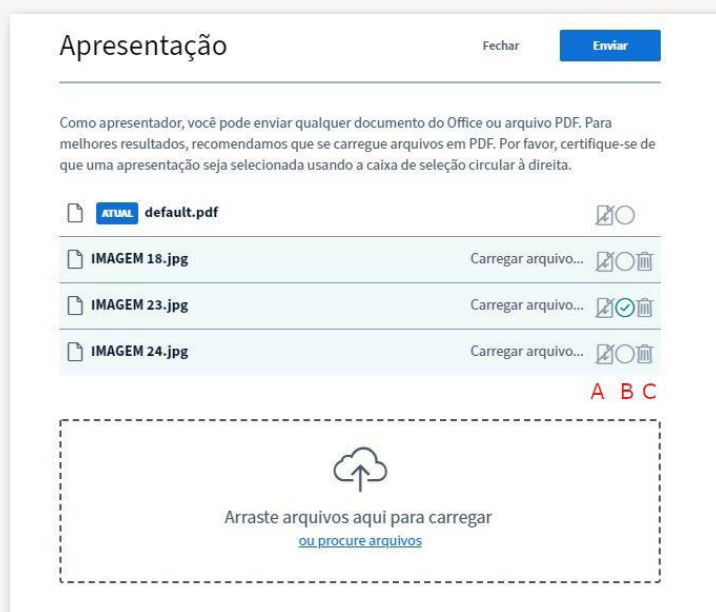 Apresentação
Fechar
Enviar
Como apresentador, você pode enviar qualquer documento do Office ou arquivo PDF. Para
melhores resultados, recomendamos que se carregue arquivos em PDF. Por favor, certifique-se de
que uma apresentação seja selecionada usando a caixa de seleção circular à direita.
ATUAL default.pdf
IMAGEM 18.jpg Carregar arquivo...
IMAGEM 23.jpg Carregar arquivo...
IMAGEM 24.jpg Carregar arquivo...
A B C
Arraste arquivos aqui para carregar
ou procure arquivos